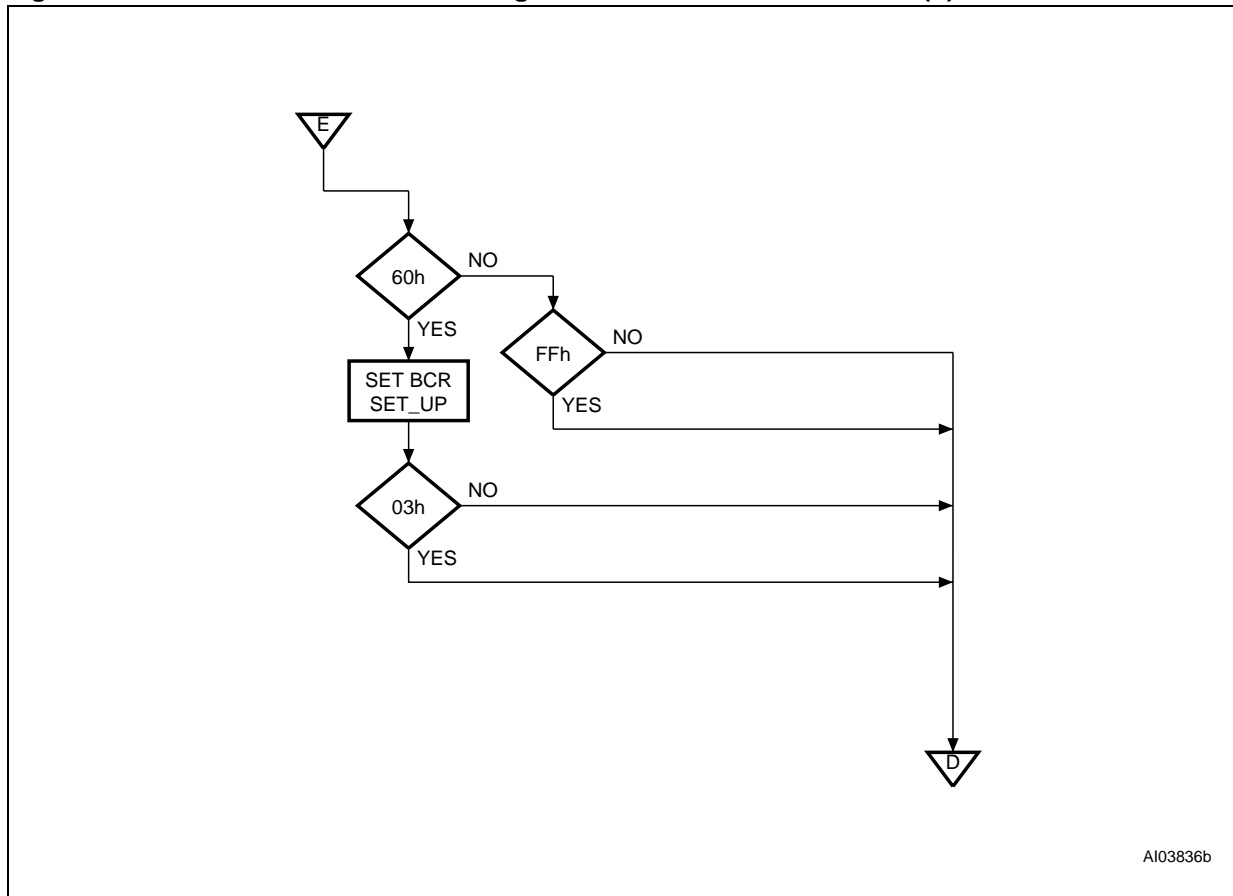 E
60h
NO
YES
FFh
NO
YES
SET BCR
SET_UP
03h
NO
YES
D
AI03836b